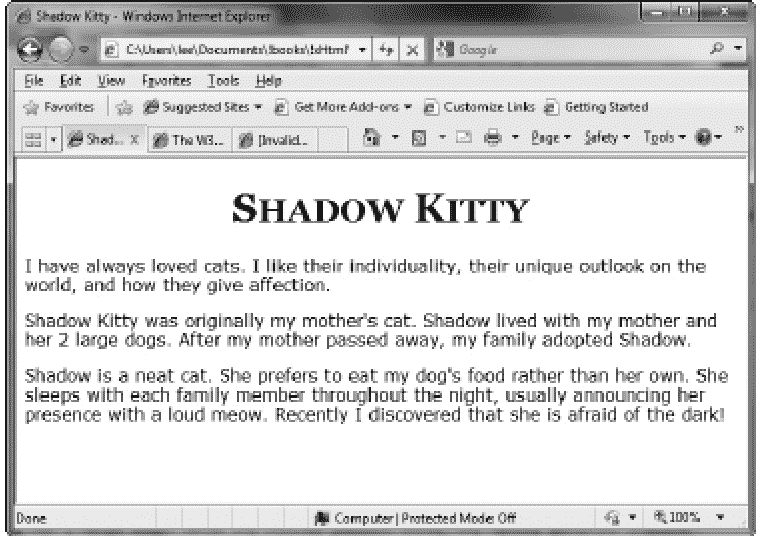 Shadow Kitty - Windows Internet Explorer
C:\Users\lee\Documents\!books\!xHtml Google
File Edit View Favorites Tools Help
Favorites Suggested Sites Get More Add-ons Customize Links Getting Started
Shad... X The W3... [Invalid... Page Safety Tools »
SHADOW KITTY
I have always loved cats. I like their individuality, their unique outlook on the
world, and how they give affection.
Shadow Kitty was originally my mother's cat. Shadow lived with my mother and
her 2 large dogs. After my mother passed away, my family adopted Shadow.
Shadow is a neat cat. She prefers to eat my dog's food rather than her own. She
sleeps with each family member throughout the night, usually announcing her
presence with a loud meow. Recently I discovered that she is afraid of the dark!
Done Computer | Protected Mode: Off 100%